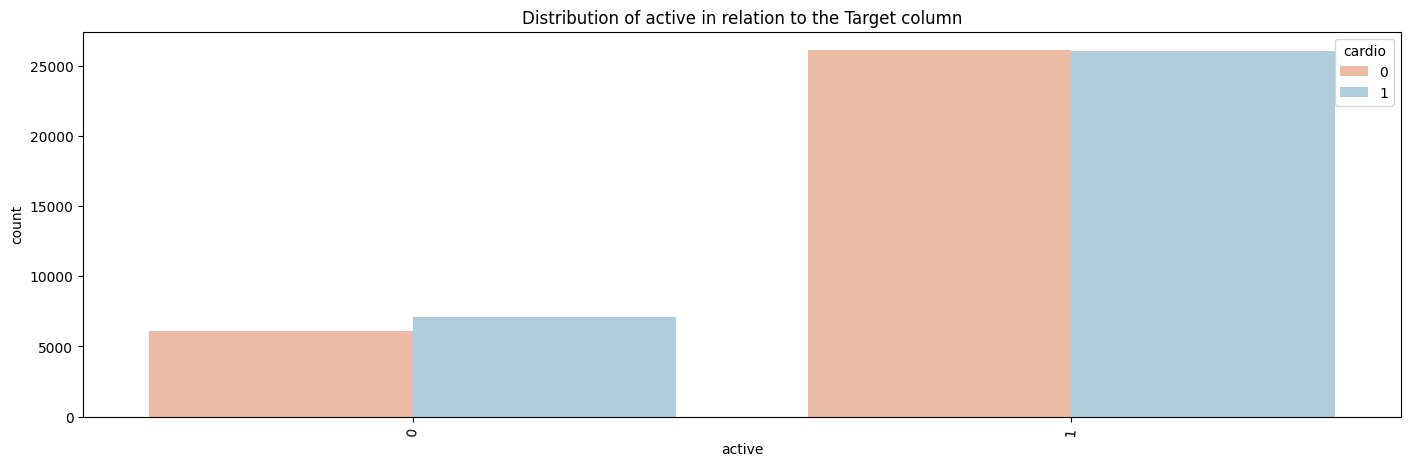 Distribution of active in relation to the Target column
cardio
0
1
25000
20000
15000
10000
5000
0
count
0
1
active